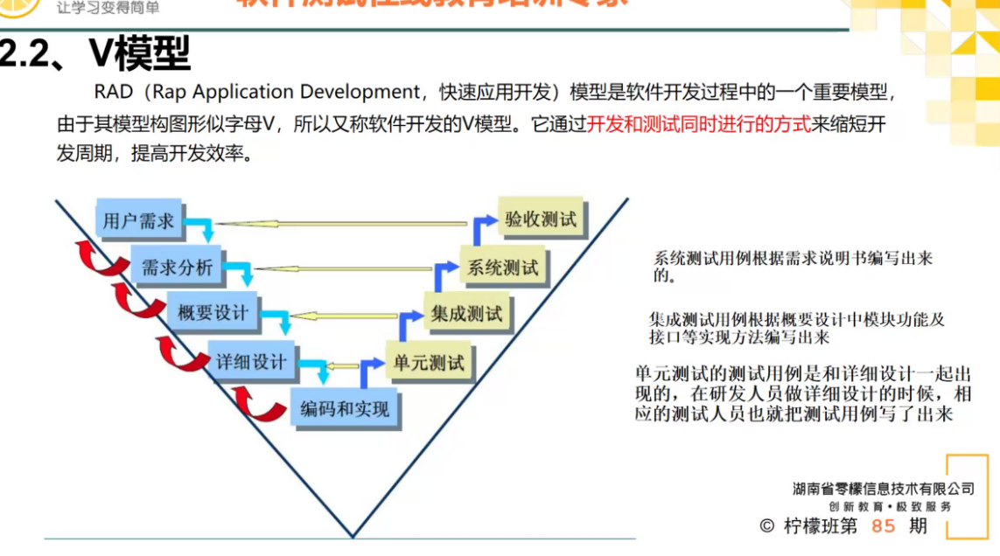 让学习变得简单
软件测试在线教育培训专家
2.2、V模型
RAD（Rap Application Development，快速应用开发）模型是软件开发过程中的一个重要模型，
由于其模型构图形似字母V，所以又称软件开发的V模型。它通过开发和测试同时进行的方式来缩短开
发周期，提高开发效率。
用户需求
验收测试
需求分析
系统测试
概要设计
集成测试
详细设计
单元测试
编码和实现
系统测试用例根据需求说明书编写出来
的。
集成测试用例根据概要设计中模块功能及
接口等实现方法编写出来
单元测试的测试用例是和详细设计一起出
现的，在研发人员做详细设计的时候，相
应的测试人员也就把测试用例写了出来
湖南省零檬信息技术有限公司
创新教育•极致服务
© 柠檬班第 85 期